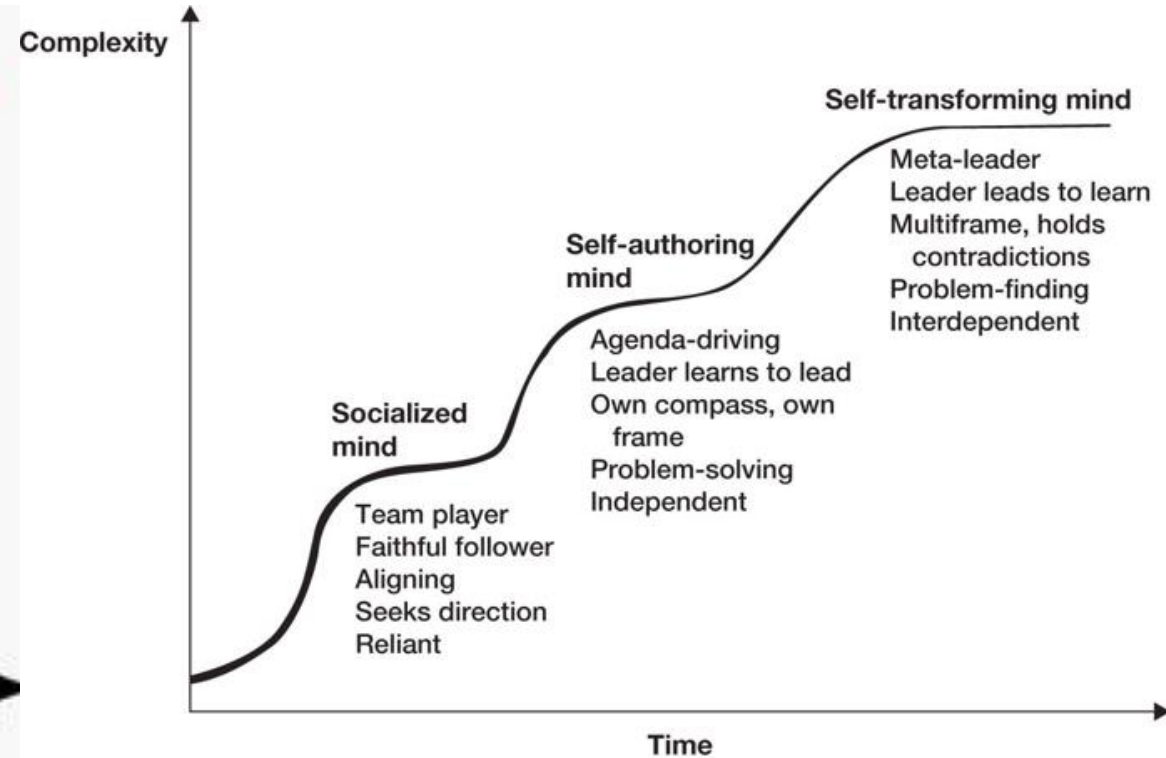 Complexity
Self-transforming mind
Meta-leader
Leader leads to learn
Multiframe, holds
contradictions
Problem-finding
Interdependent
Self-authoring
mind
Agenda-driving
Leader learns to lead
Own compass, own
frame
Problem-solving
Independent
Socialized
mind
Team player
Faithful follower
Aligning
Seeks direction
Reliant
Time